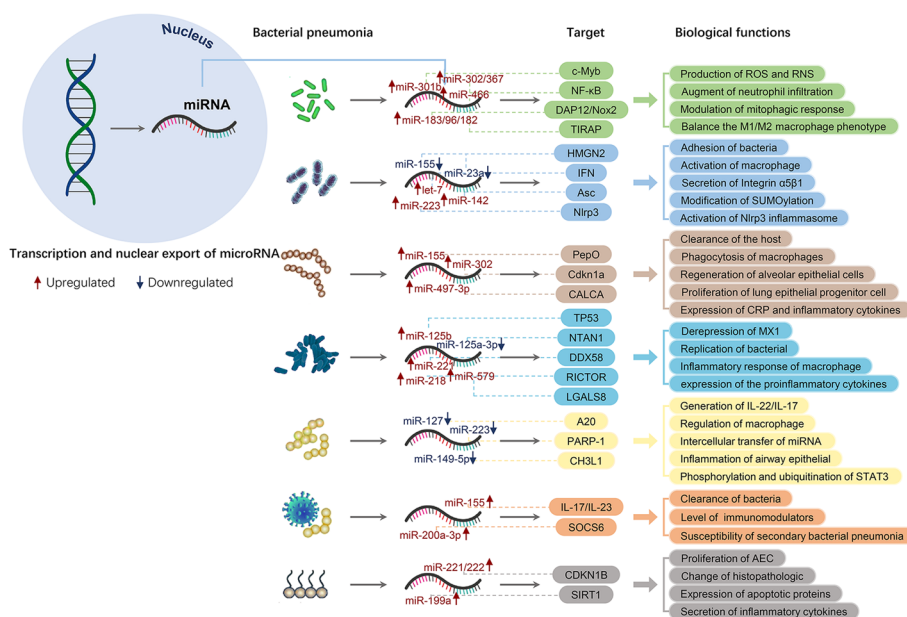 Nucleus
miRNA
Transcription and nuclear export of microRNA
Upregulated
Downregulated
Bacterial pneumonia
Target
Biological functions
miR-302/367
miR-301b
miR-466
miR-183/96/182
c-Myb
NF-κB
DAP12/Nox2
TIRAP
Production of ROS and RNS
Augment of neutrophil infiltration
Modulation of mitophagic response
Balance the M1/M2 macrophage phenotype
miR-155
miR-23a
let-7
miR-142
miR-223
HMGN2
IFN
Asc
Nlrp3
Adhesion of bacteria
Activation of macrophage
Secretion of Integrin α5β1
Modification of SUMOylation
Activation of Nlrp3 inflammasome
miR-155
miR-302
miR-497-3p
PepO
Cdkn1a
CALCA
Clearance of the host
Phagocytosis of macrophages
Regeneration of alveolar epithelial cells
Proliferation of lung epithelial progenitor cell
Expression of CRP and inflammatory cytokines
miR-125b
miR-125a-3p
miR-221
miR-579
miR-218
TP53
NTAN1
DDX58
RICTOR
LGALS8
Derepression of MX1
Replication of bacterial
Inflammatory response of macrophage
expression of the proinflammatory cytokines
miR-127
miR-223
miR-149-5p
A20
PARP-1
CH3L1
Generation of IL-22/IL-17
Regulation of macrophage
Intercellular transfer of miRNA
Inflammation of airway epithelial
Phosphorylation and ubiquitination of STAT3
miR-155
miR-200a-3p
IL-17/IL-23
SOCS6
Clearance of bacteria
Level of immunomodulators
Susceptibility of secondary bacterial pneumonia
miR-221/222
miR-199a
CDKN1B
SIRT1
Proliferation of AEC
Change of histopathologic
Expression of apoptotic proteins
Secretion of inflammatory cytokines